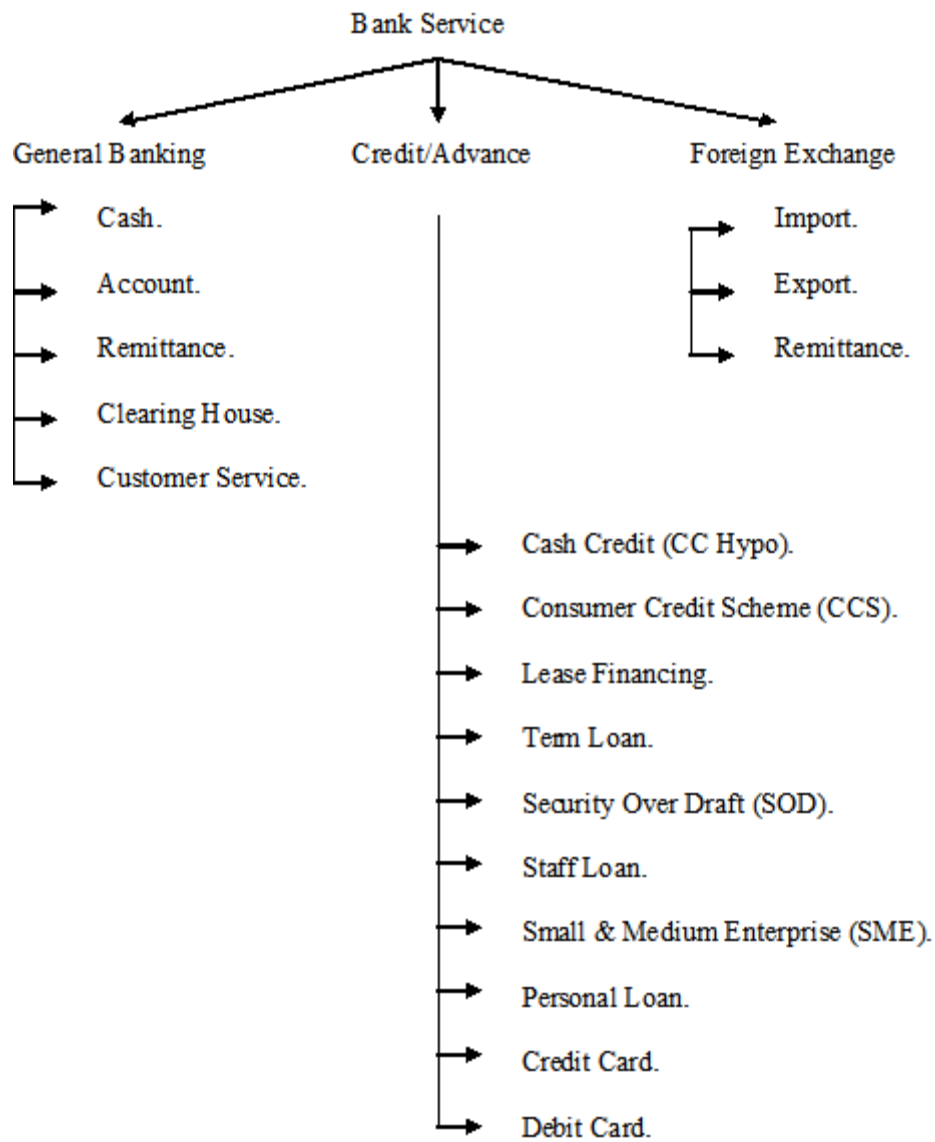 Bank Service
General Banking
Credit/Advance
Foreign Exchange
Cash.
Account.
Remittance.
Clearing House.
Customer Service.
Import.
Export.
Remittance.
Cash Credit (CC Hypo).
Consumer Credit Scheme (CCS).
Lease Financing.
Term Loan.
Security Over Draft (SOD).
Staff Loan.
Small & Medium Enterprise (SME).
Personal Loan.
Credit Card.
Debit Card.